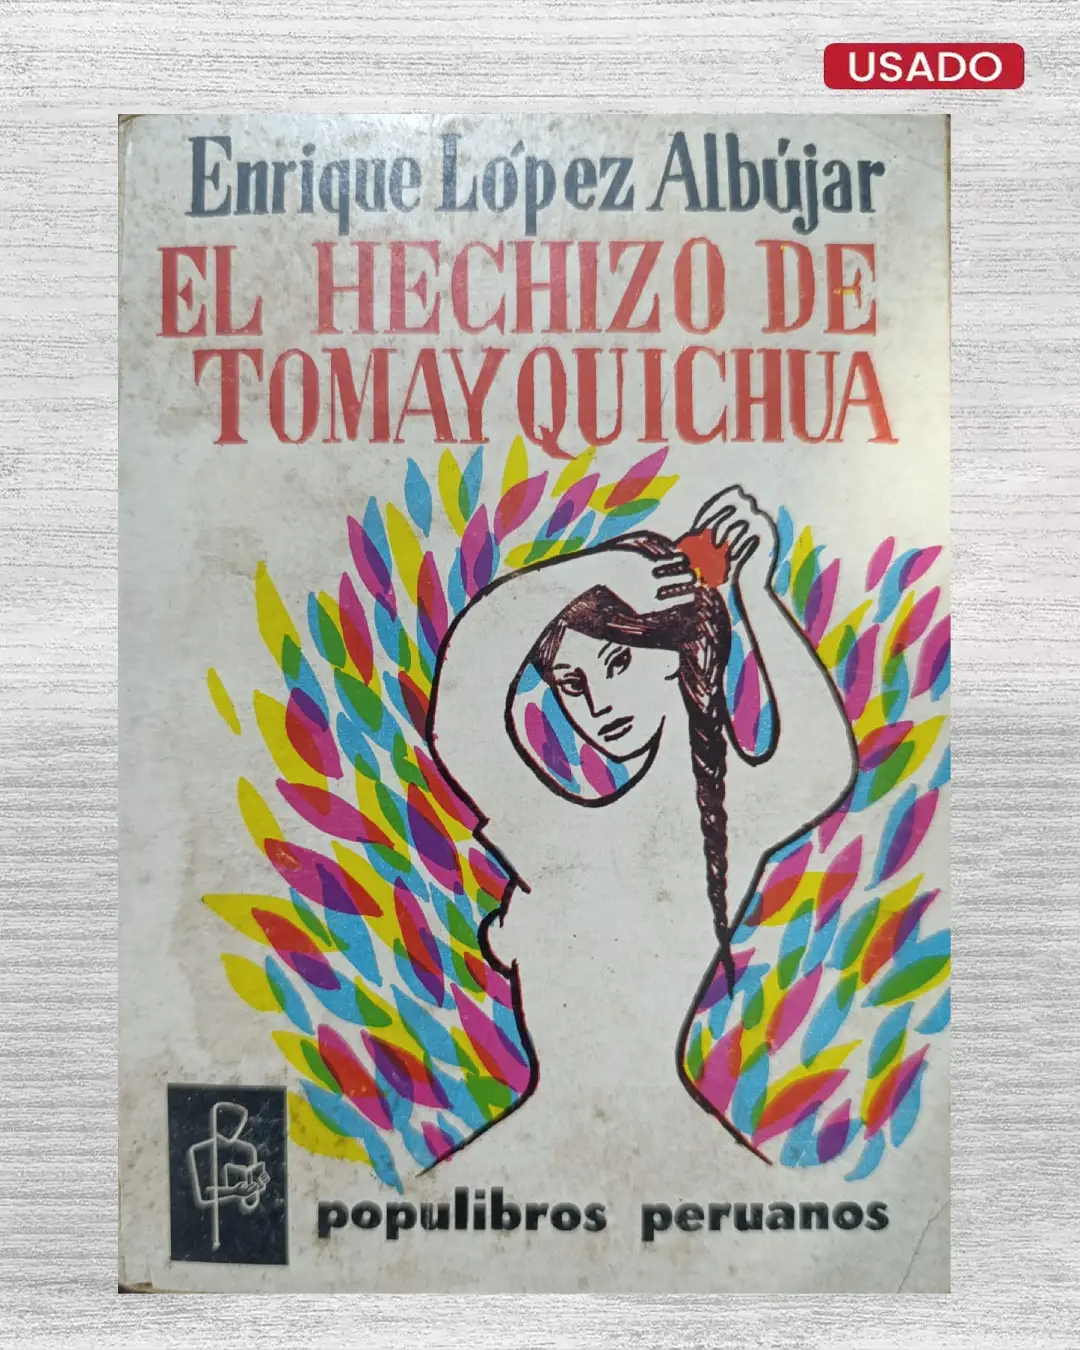 USADO
Enrique López Albújar
EL HECHIZO DE
TOMAYQUICHUA
populibros peruanos